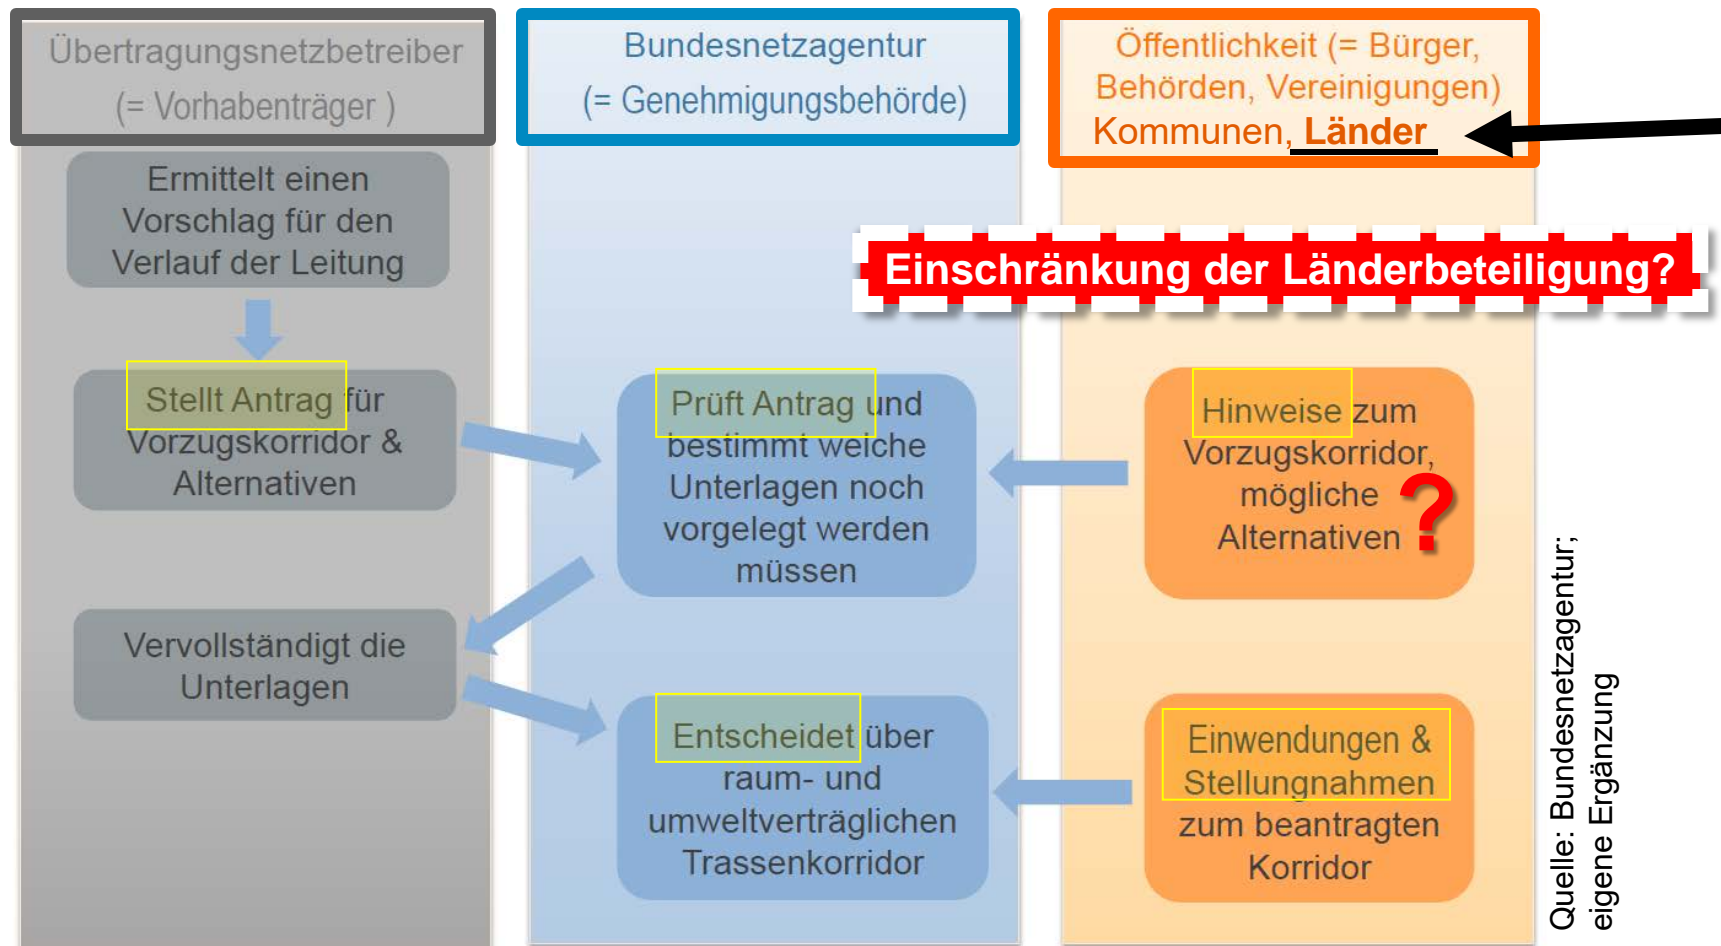 Übertragungsnetzbetreiber
(= Vorhabenträger )
Ermittelt einen
Vorschlag für den
Verlauf der Leitung
Stellt Antrag für
Vorzugskorridor &
Alternativen
Vervollständigt die
Unterlagen
Bundesnetzagentur
(= Genehmigungsbehörde)
Prüft Antrag und
bestimmt welche
Unterlagen noch
vorgelegt werden
müssen
Entscheidet über
raum- und
umweltverträglichen
Trassenkorridor
Öffentlichkeit (= Bürger,
Behörden, Vereinigungen)
Kommunen, Länder
Einschränkung der Länderbeteiligung?
Hinweise zum
Vorzugskorridor,
mögliche
Alternativen
?
Einwendungen &
Stellungnahmen
zum beantragten
Korridor
Quelle: Bundesnetzagentur;
eigene Ergänzung